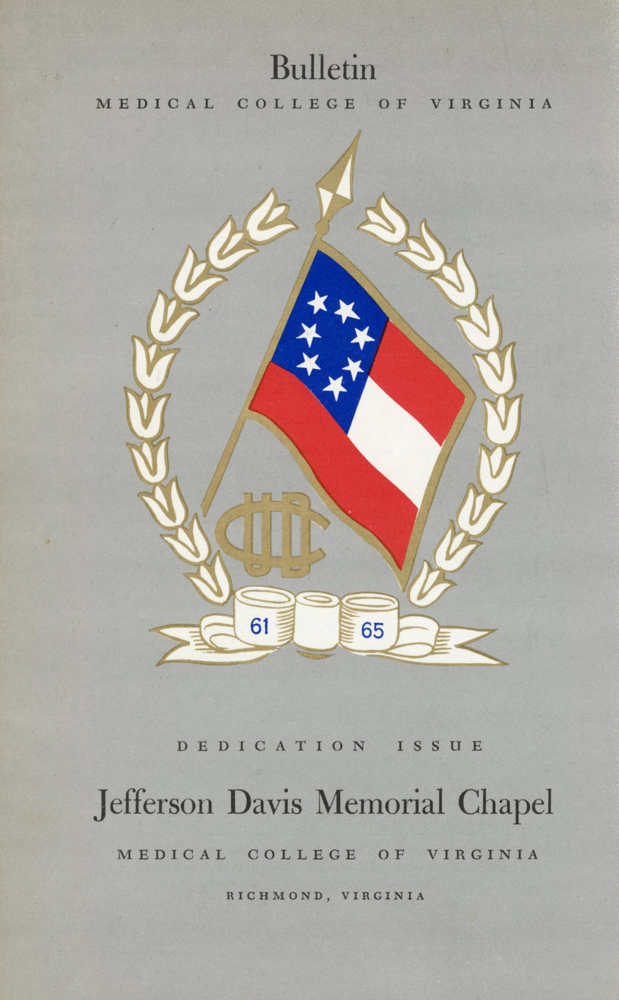 Bulletin
MEDICAL COLLEGE OF VIRGINIA
UDC
61 65
DEDICATION ISSUE
Jefferson Davis Memorial Chapel
MEDICAL COLLEGE OF VIRGINIA
RICHMOND, VIRGINIA